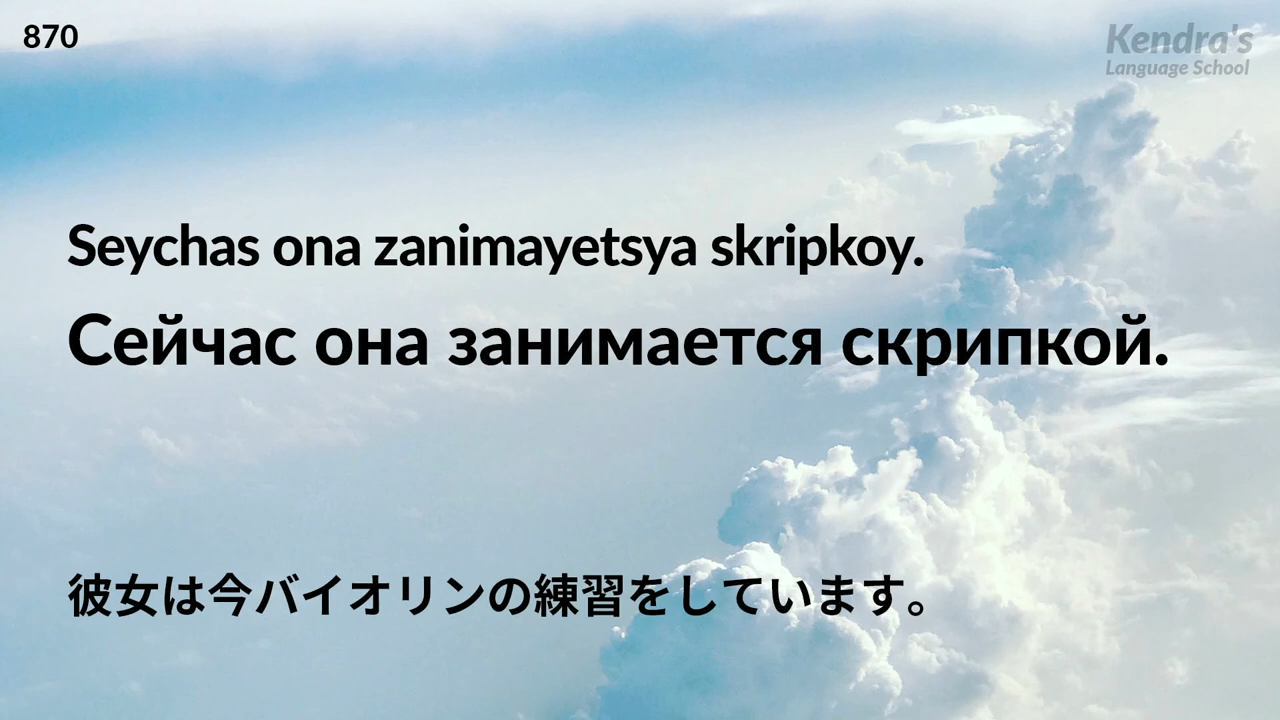 870
Kendra's
Language School
Seychas ona zanimayetsya skripkoy.
Сейчас она занимается скрипкой.
彼女は今バイオリンの練習をしています。